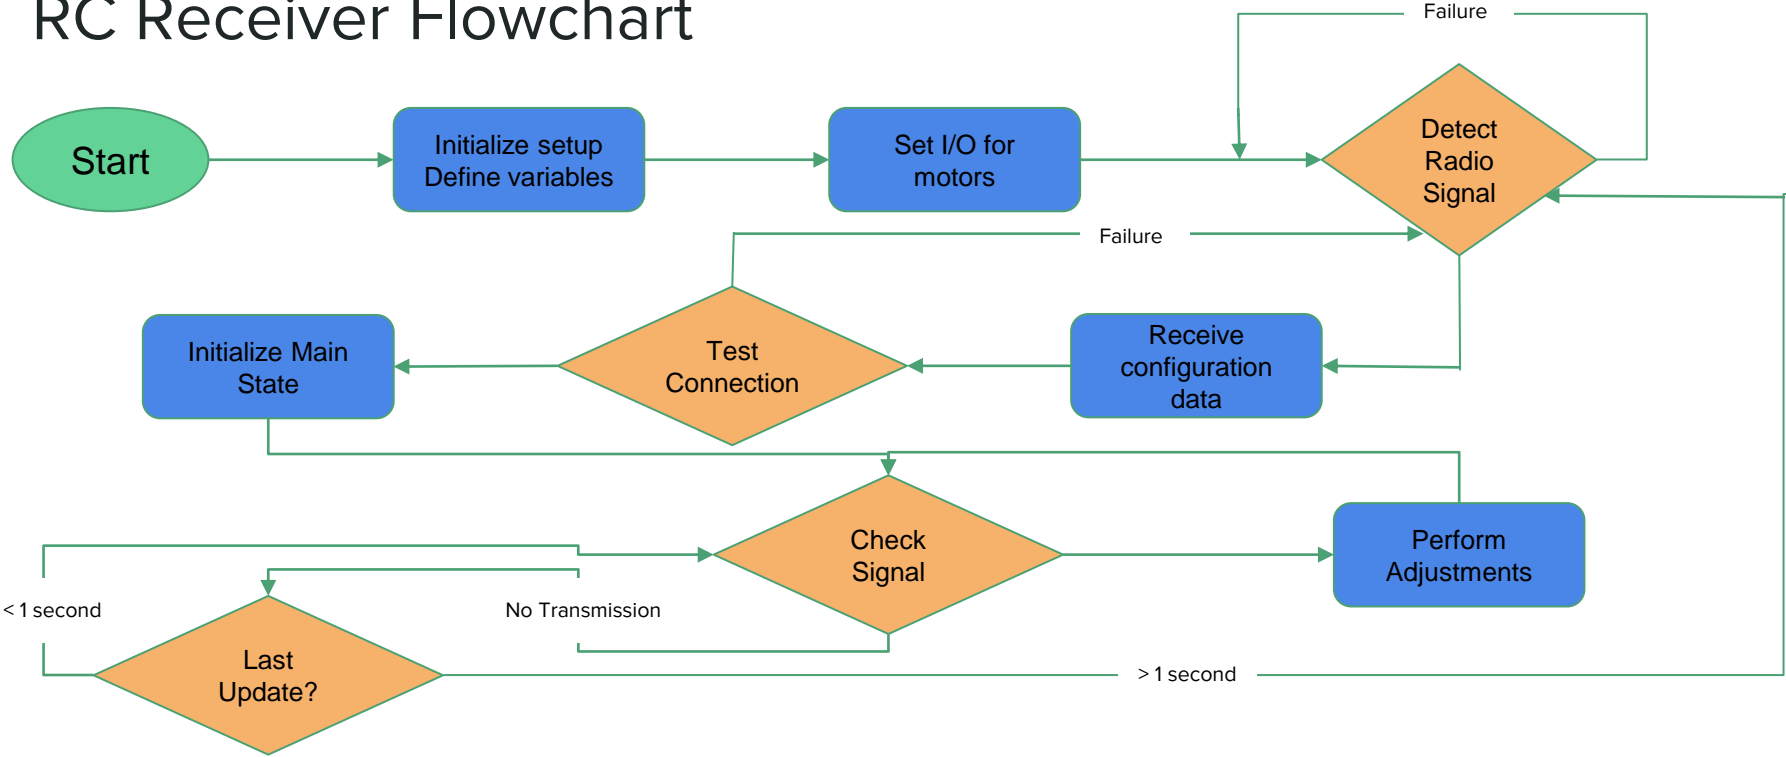 RC Receiver Flowchart
Failure
Start
Initialize setup
Define variables
Set I/O for
motors
Detect
Radio
Signal
Failure
Initialize Main
State
Test
Connection
Receive
configuration
data
Check
Signal
Perform
Adjustments
< 1 second
No Transmission
Last
Update?
> 1 second